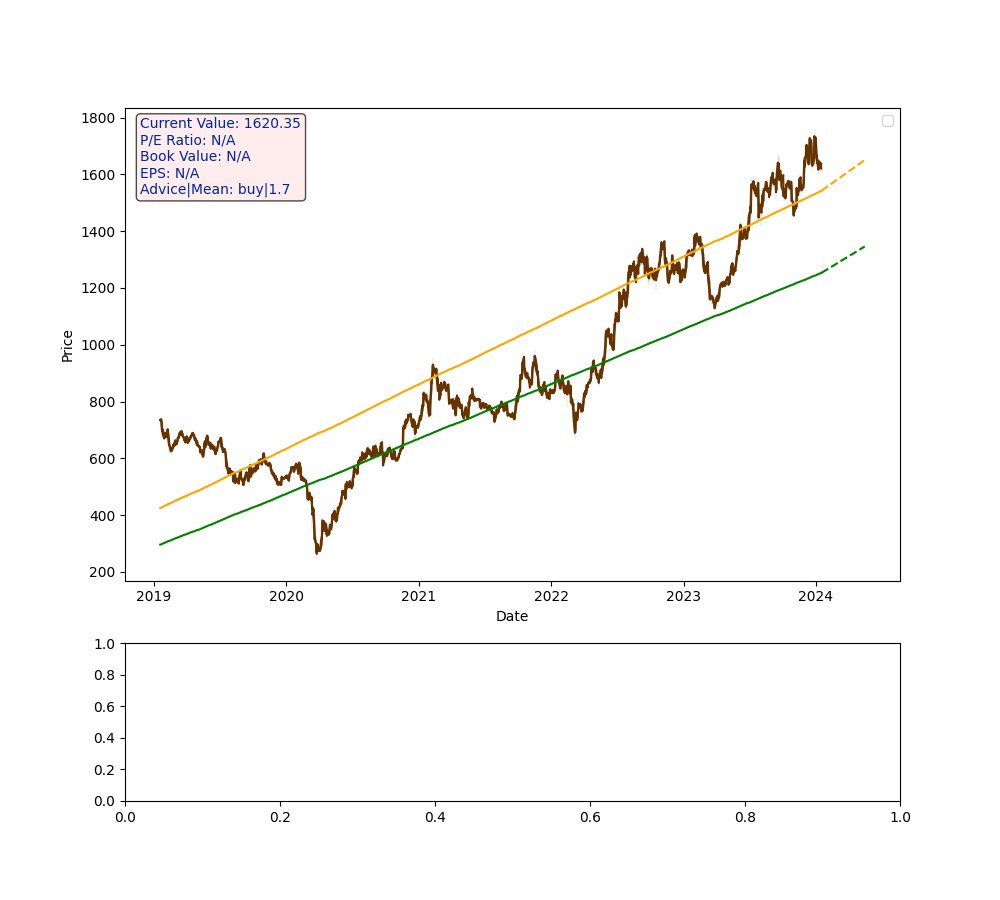 Current Value: 1620.35
P/E Ratio: N/A
Book Value: N/A
EPS: N/A
Advice|Mean: buy|1.7
1800
1600
1400
1200
1000
800
600
400
200
Price
2019 2020 2021 2022 2023 2024
Date
1.0
0.8
0.6
0.4
0.2
0.0
0.0 0.2 0.4 0.6 0.8 1.0